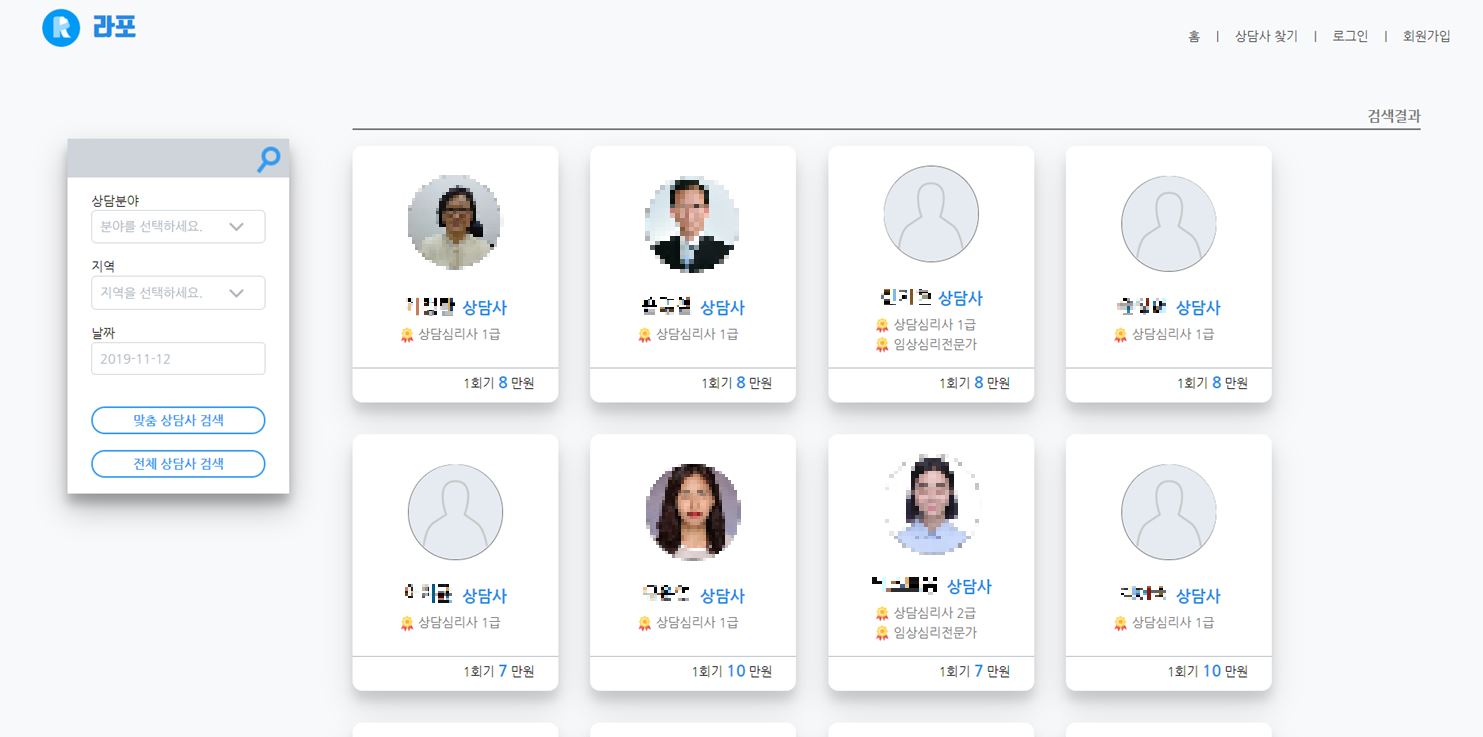 라포
홈 | 상담사 찾기 | 로그인 | 회원가입
검색결과
상담분야
분야를 선택하세요.
지역
지역을 선택하세요.
날짜
2019-11-12
맞춤 상담사 검색
전체 상담사 검색
상담사
상담심리사 1급
1회기 8 만원
상담사
상담심리사 1급
1회기 8 만원
상담사
상담심리사 1급
임상심리전문가
1회기 8 만원
상담사
상담심리사 1급
1회기 8 만원
상담사
상담심리사 1급
1회기 7 만원
상담사
상담심리사 1급
1회기 10 만원
상담사
상담심리사 2급
임상심리전문가
1회기 7 만원
상담사
상담심리사 1급
1회기 10 만원